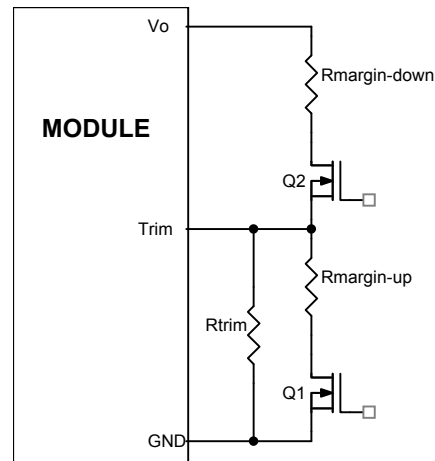 Vo
Rmargin-down
MODULE
Q2
Trim
Rmargin-up
Rtrim
Q1
GND